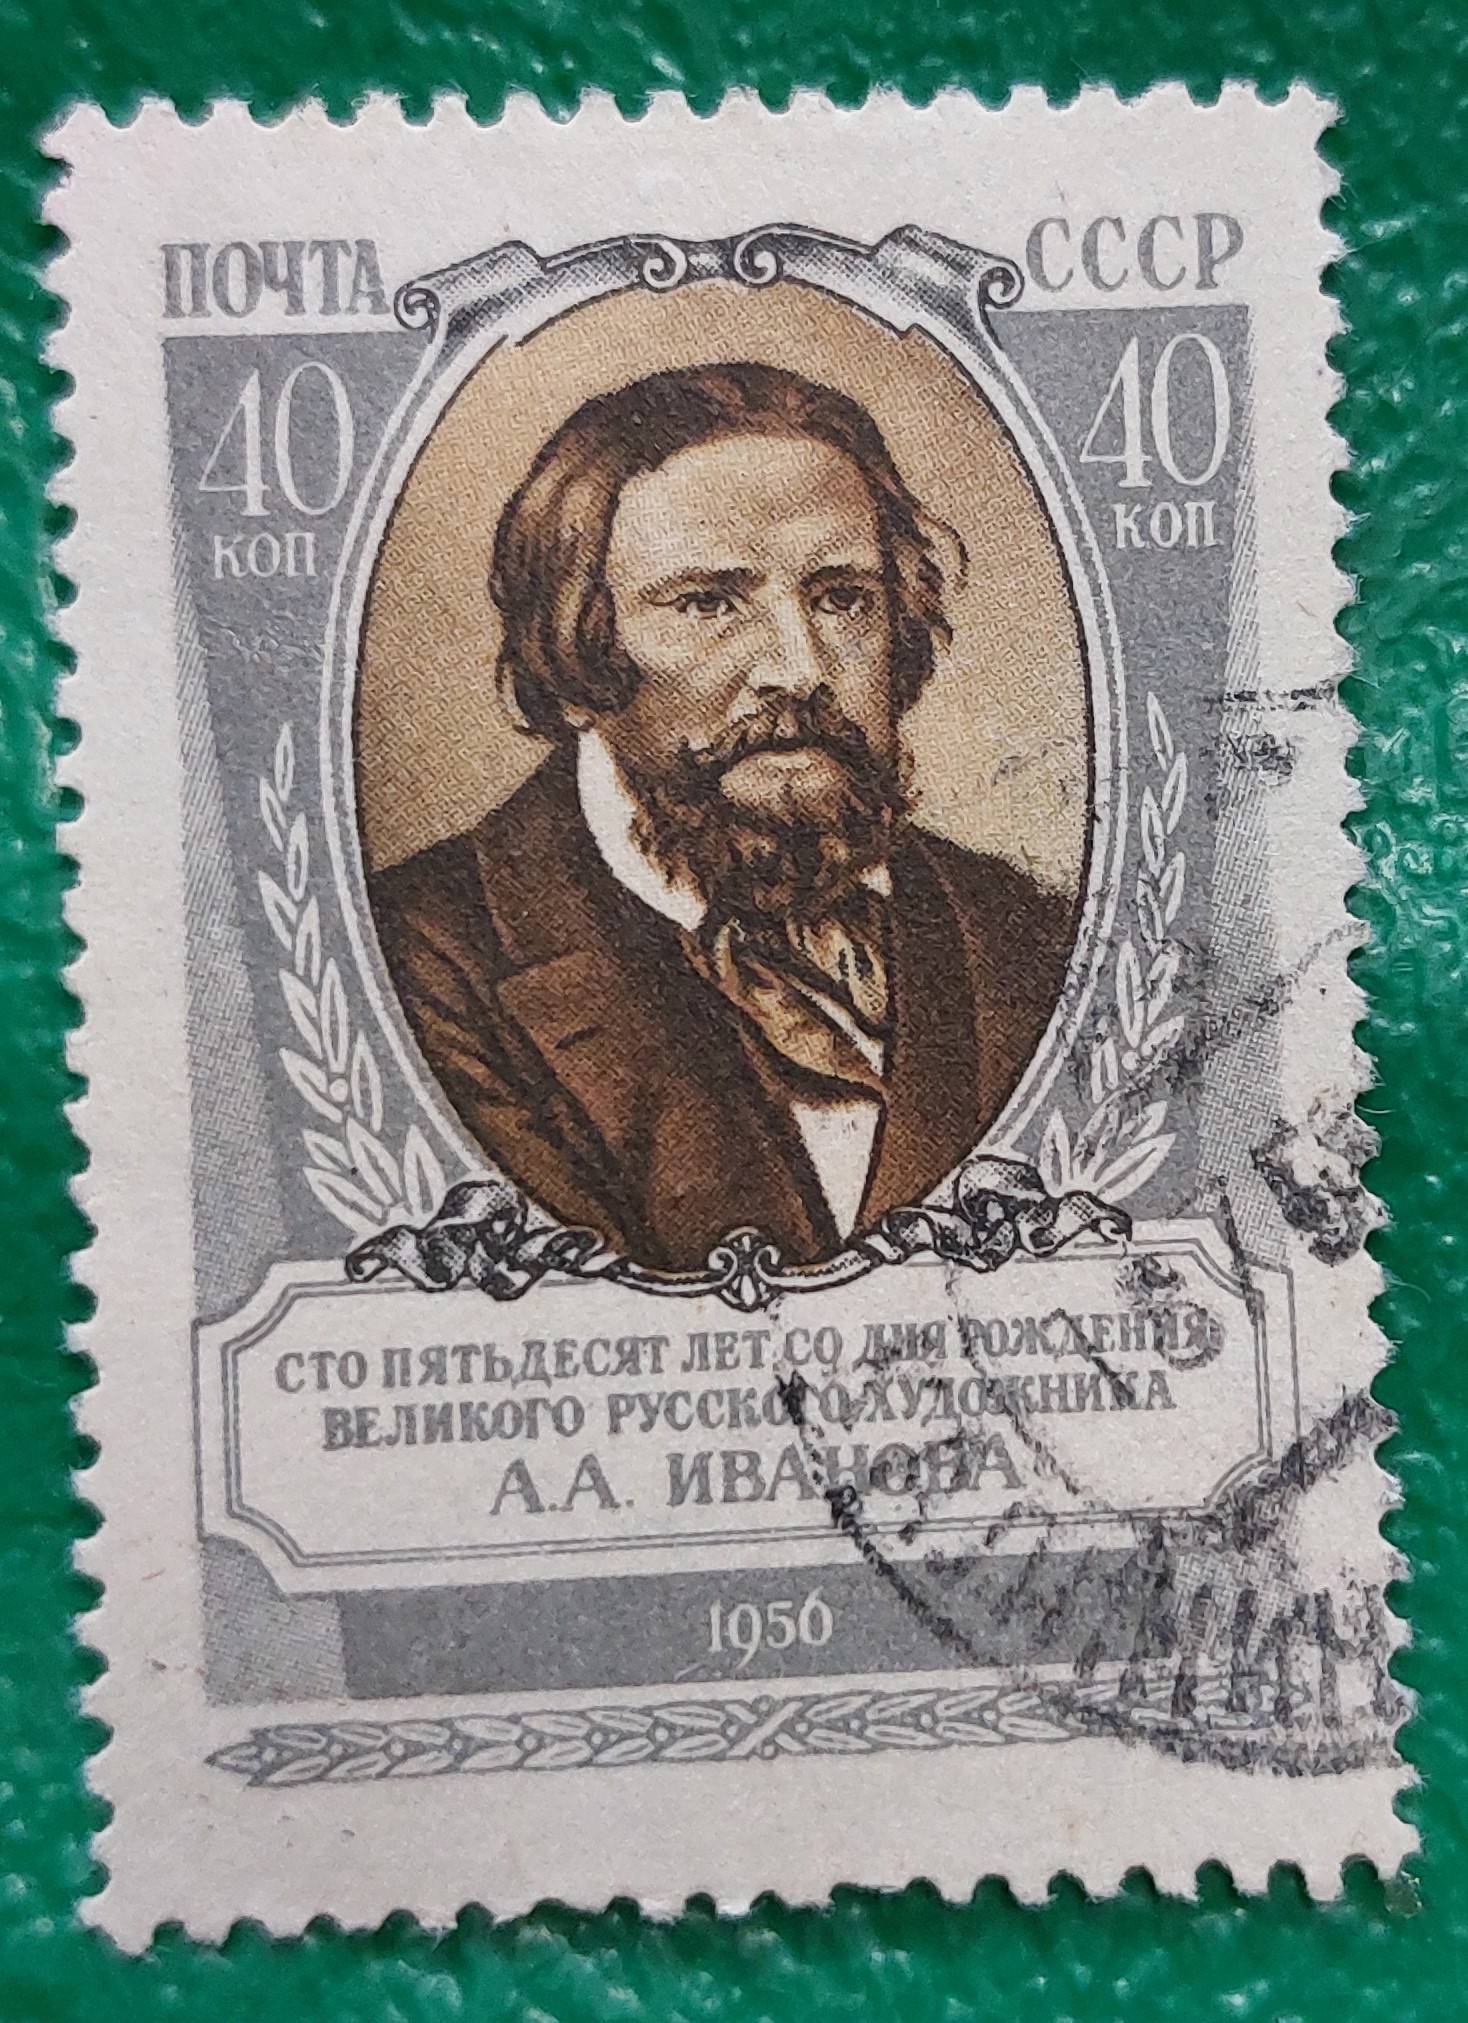 ПОЧТА СССР
40 40
КОП КОП
СТО ПЯТЬДЕСЯТ ЛЕТ СО ДНЯ РОЖДЕНИЯ
ВЕЛИКОГО РУССКОГО ХУДОЖНИКА
А.А. ИВАНОВА
1956